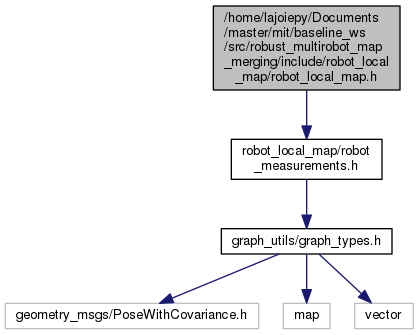 /home/lajoiepy/Documents
/master/mit/baseline_ws
/src/robust_multirobot_map
_merging/include/robot_local
_map/robot_local_map.h
robot_local_map/robot
_measurements.h
graph_utils/graph_types.h
geometry_msgs/PoseWithCovariance.h
map
vector